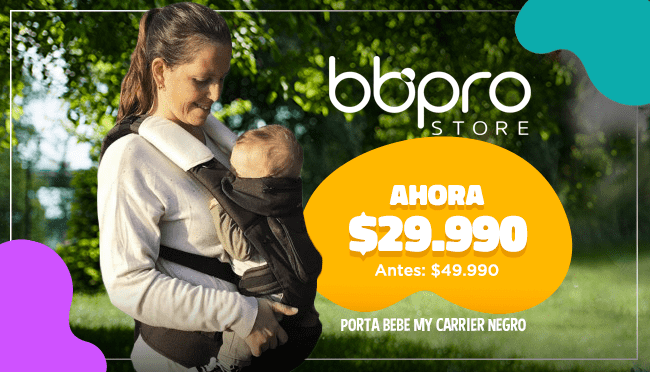 bbpro
STORE
AHORA
$29.990
Antes: $49.990
PORTA BEBE MY CARRIER NEGRO